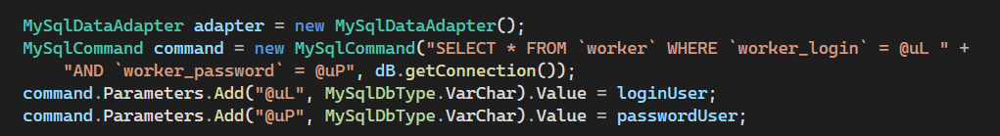 MySqlDataAdapter adapter = new MySqlDataAdapter();
MySqlCommand command = new MySqlCommand("SELECT * FROM `worker` WHERE `worker_login` = @uL " +
    "AND `worker_password` = @uP", dB.getConnection());
command.Parameters.Add("@uL", MySqlDbType.VarChar).Value = loginUser;
command.Parameters.Add("@uP", MySqlDbType.VarChar).Value = passwordUser;